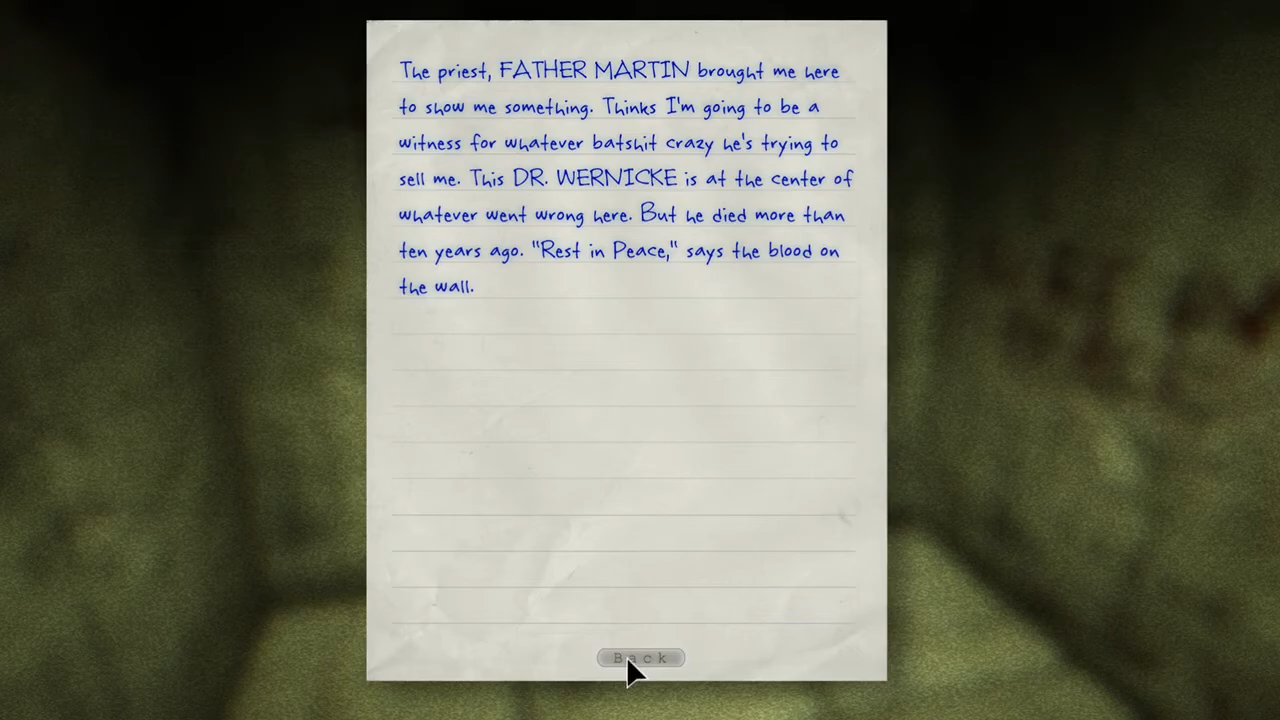 The priest, FATHER MARTIN brought me here
to show me something. Thinks I'm going to be a
witness for whatever batshit crazy he's trying to
sell me. This DR. WERNICKE is at the center of
whatever went wrong here. But he died more than
ten years ago. "Rest in Peace," says the blood on
the wall.
Back